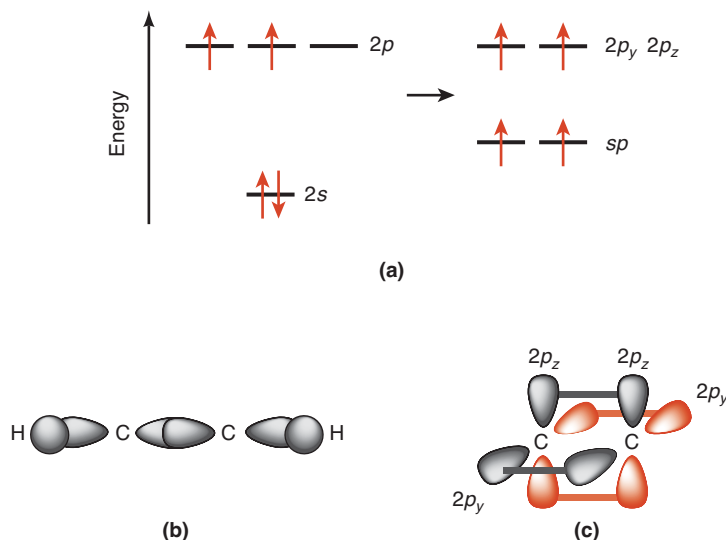 Energy
2p
2s
2p_y 2p_z
sp
(a)
H C C H
(b)
2p_z 2p_z
2p_y
C C
2p_y
(c)